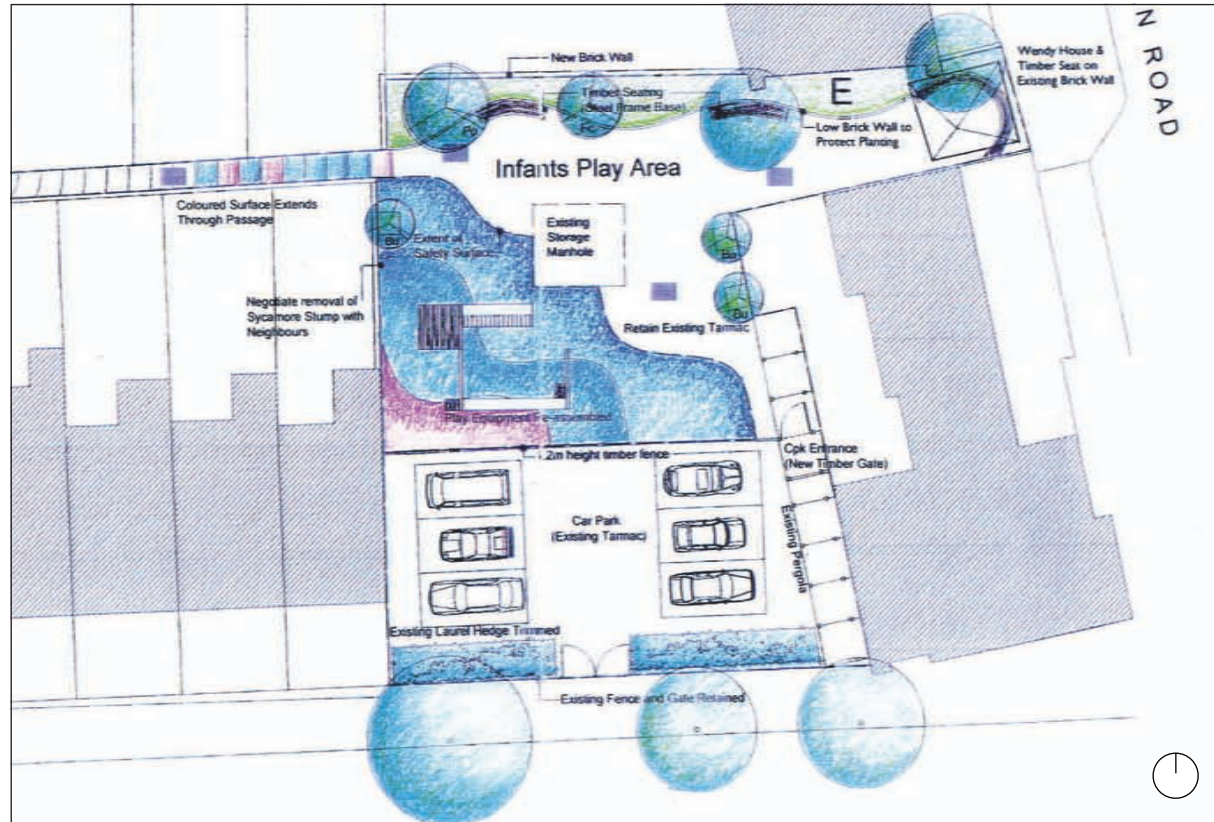 New Brick Wall
Timber Seating
(Steel Frame Base)
E
Wendy House &
Timber Seat on
Existing Brick Wall
N ROAD
Low Brick Wall to
Protect Planting
Infants Play Area
Coloured Surface Extends
Through Passage
Bu
Extent of
Safety Surface
Existing
Storage
Manhole
Bu
Bu
Negotiate removal of
Sycamore Stump with
Neighbours
Retain Existing Tarmac
Play Equipment Re-assembled
.2m height timber fence
Cpk Entrance
(New Timber Gate)
Car Park
(Existing Tarmac)
Existing Pergola
Existing Laurel Hedge Trimmed
Existing Fence and Gate Retained